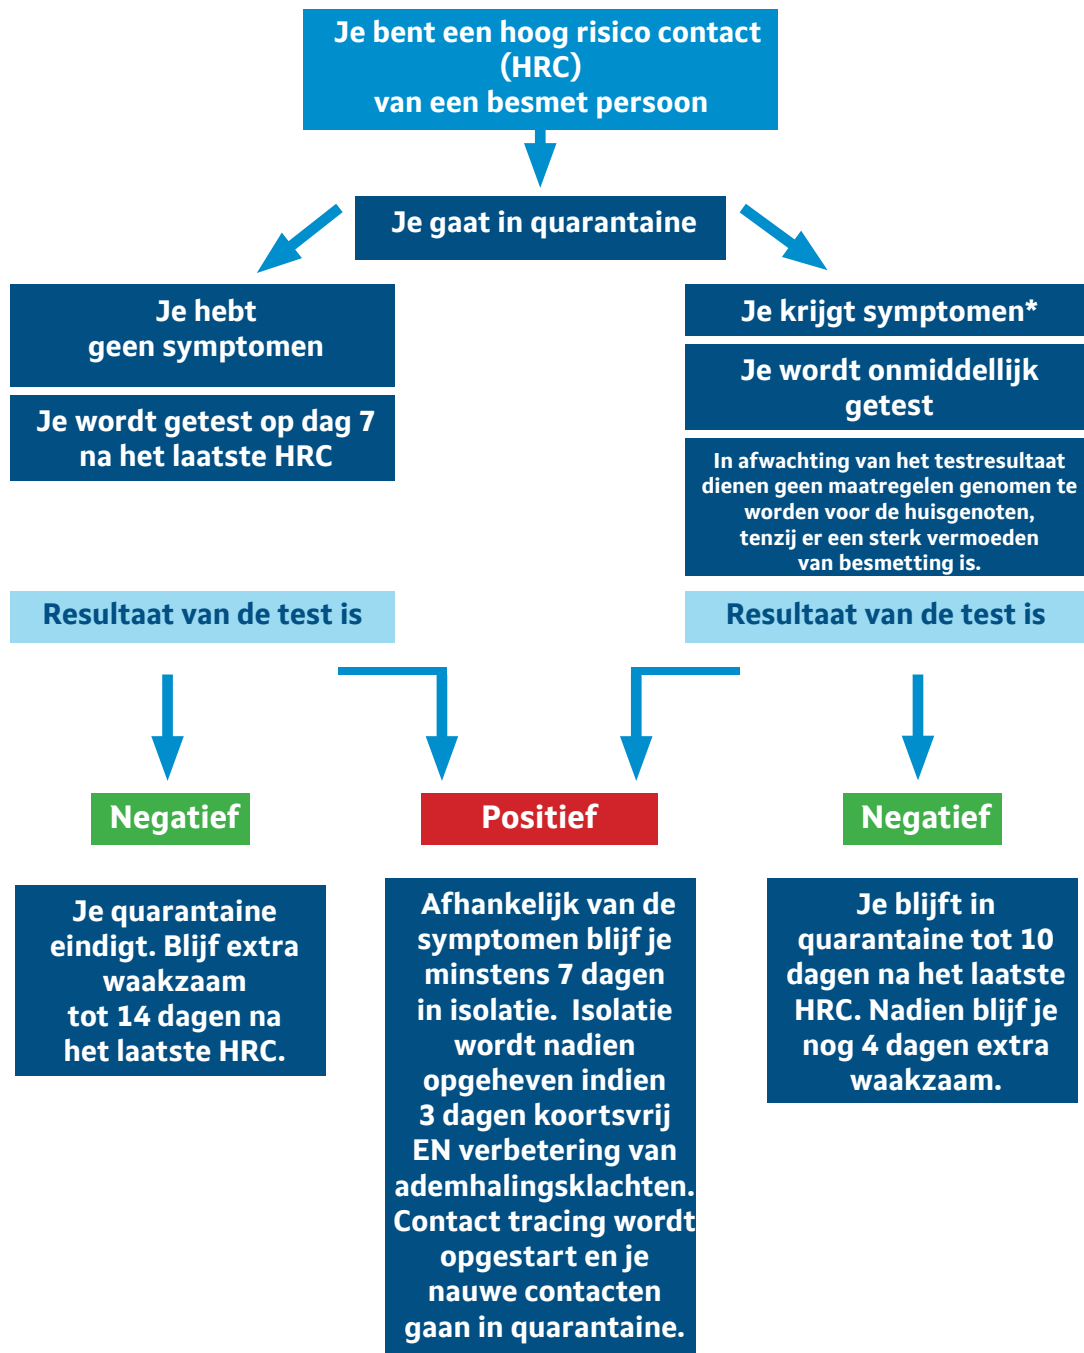 Je bent een hoog risico contact
(HRC)
van een besmet persoon
Je gaat in quarantaine
Je hebt
geen symptomen
Je wordt getest op dag 7
na het laatste HRC
Je krijgt symptomen*
Je wordt onmiddellijk
getest
In afwachting van het testresultaat
dienen geen maatregelen genomen te
worden voor de huisgenoten,
tenzij er een sterk vermoeden
van besmetting is.
Resultaat van de test is
Resultaat van de test is
Negatief
Positief
Negatief
Je quarantaine
eindigt. Blijf extra
waakzaam
tot 14 dagen na
het laatste HRC.
Afhankelijk van de
symptomen blijf je
minstens 7 dagen
in isolatie. Isolatie
wordt nadien
opgeheven indien
3 dagen koortsvrij
EN verbetering van
ademhalingsklachten.
Contact tracing wordt
opgestart en je
nauwe contacten
gaan in quarantaine.
Je blijft in
quarantaine tot 10
dagen na het laatste
HRC. Nadien blijf je
nog 4 dagen extra
waakzaam.